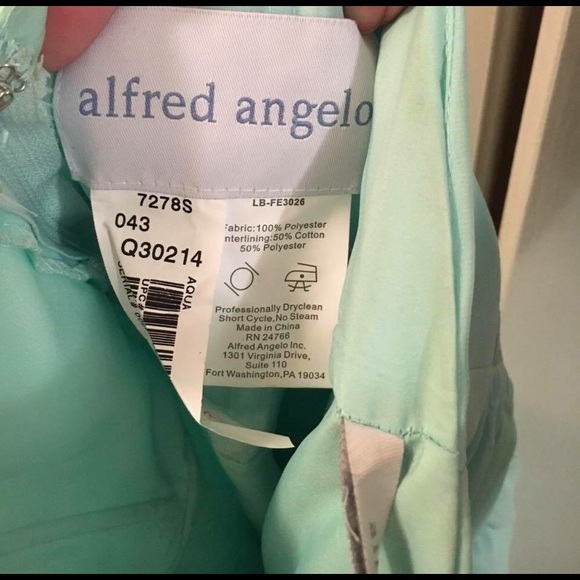 alfred angelo
7278S
043
Q30214
AQUA
UPC#
SERIAL#
LB-FE3026
Fabric:100% Polyester
Interlining:50% Cotton
50% Polyester
Professionally Dryclean
Short Cycle,No Steam
Made in China
RN 24766
Alfred Angelo Inc.
1301 Virginia Drive,
Suite 110
Fort Washington,PA 19034